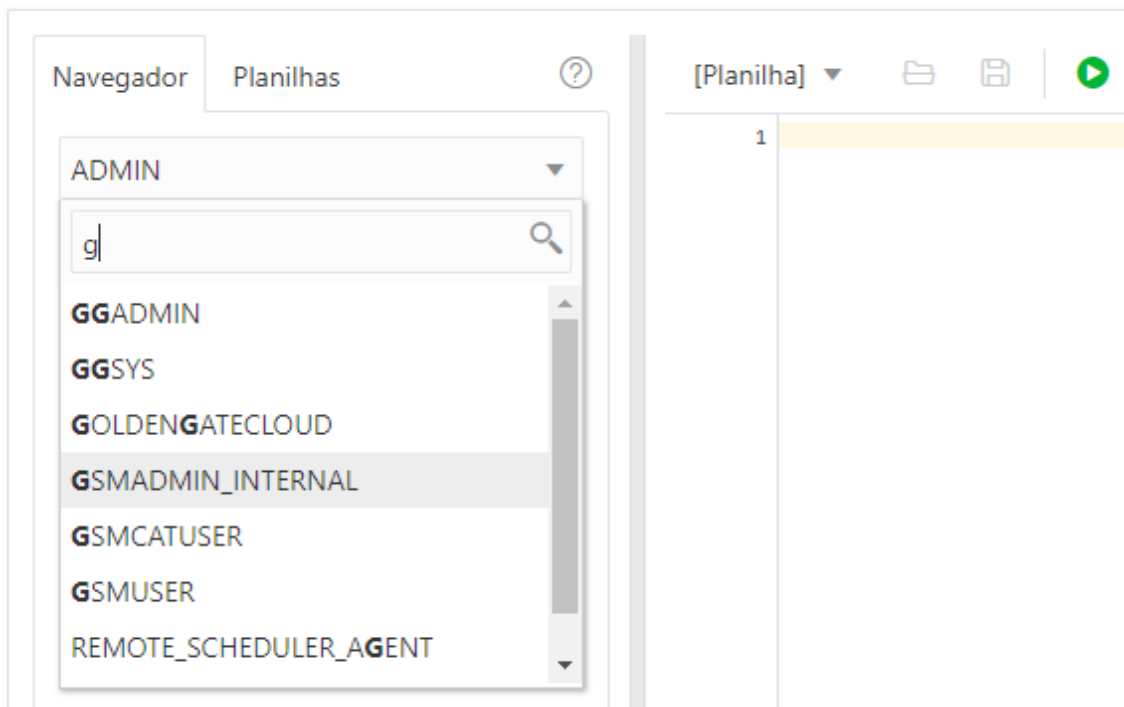 Navegador Planilhas
[Planilha]
1
ADMIN
g
GGADMIN
GGSYS
GOLDENGATECLOUD
GSMADMIN_INTERNAL
GSMCATUSER
GSMUSER
REMOTE_SCHEDULER_AGENT